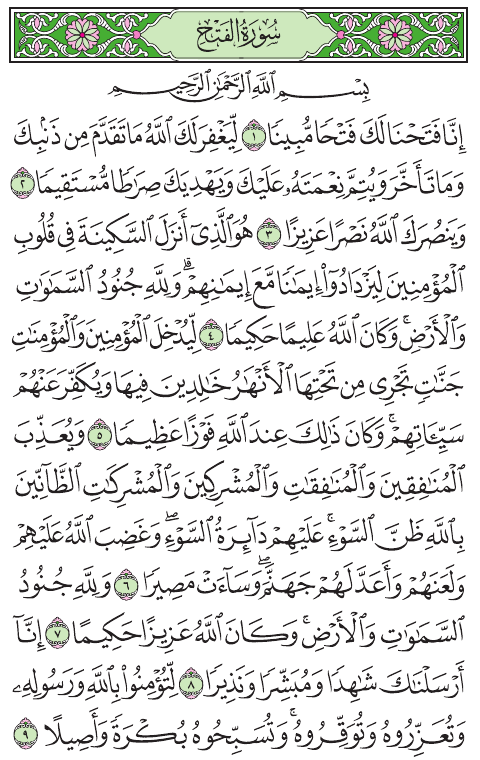 سُورَةُ الفَتْحِ
بِسْمِ ٱللَّهِ ٱلرَّحْمَٰنِ ٱلرَّحِيمِ
إِنَّا فَتَحْنَا لَكَ فَتْحًا مُّبِينًا ١ لِّيَغْفِرَ لَكَ ٱللَّهُ مَا تَقَدَّمَ مِن ذَنۢبِكَ
وَمَا تَأَخَّرَ وَيُتِمَّ نِعْمَتَهُۥ عَلَيْكَ وَيَهْدِيَكَ صِرَٰطًا مُّسْتَقِيمًا ٢
وَيَنصُرَكَ ٱللَّهُ نَصْرًا عَزِيزًا ٣ هُوَ ٱلَّذِىٓ أَنزَلَ ٱلسَّكِينَةَ فِى قُلُوبِ
ٱلْمُؤْمِنِينَ لِيَزْدَادُوٓا۟ إِيمَٰنًا مَّعَ إِيمَٰنِهِمْ ۗ وَلِلَّهِ جُنُودُ ٱلسَّمَٰوَٰتِ
وَٱلْأَرْضِ ۚ وَكَانَ ٱللَّهُ عَلِيمًا حَكِيمًا ٤ لِّيُدْخِلَ ٱلْمُؤْمِنِينَ وَٱلْمُؤْمِنَٰتِ
جَنَّٰتٍ تَجْرِى مِن تَحْتِهَا ٱلْأَنْهَٰرُ خَٰلِدِينَ فِيهَا وَيُكَفِّرَ عَنْهُمْ
سَيِّـَٔاتِهِمْ ۚ وَكَانَ ذَٰلِكَ عِندَ ٱللَّهِ فَوْزًا عَظِيمًا ٥ وَيُعَذِّبَ
ٱلْمُنَٰفِقِينَ وَٱلْمُنَٰفِقَٰتِ وَٱلْمُشْرِكِينَ وَٱلْمُشْرِكَٰتِ ٱلظَّآنِّينَ
بِٱللَّهِ ظَنَّ ٱلسَّوْءِ ۚ عَلَيْهِمْ دَآئِرَةُ ٱلسَّوْءِ ۖ وَغَضِبَ ٱللَّهُ عَلَيْهِمْ
وَلَعَنَهُمْ وَأَعَدَّ لَهُمْ جَهَنَّمَ ۖ وَسَآءَتْ مَصِيرًا ٦ وَلِلَّهِ جُنُودُ
ٱلسَّمَٰوَٰتِ وَٱلْأَرْضِ ۚ وَكَانَ ٱللَّهُ عَزِيزًا حَكِيمًا ٧ إِنَّآ
أَرْسَلْنَٰكَ شَٰهِدًا وَمُبَشِّرًا وَنَذِيرًا ٨ لِّتُؤْمِنُوا۟ بِٱللَّهِ وَرَسُولِهِۦ
وَتُعَزِّرُوهُ وَتُوَقِّرُوهُ ۚ وَتُسَبِّحُوهُ بُكْرَةً وَأَصِيلًا ٩